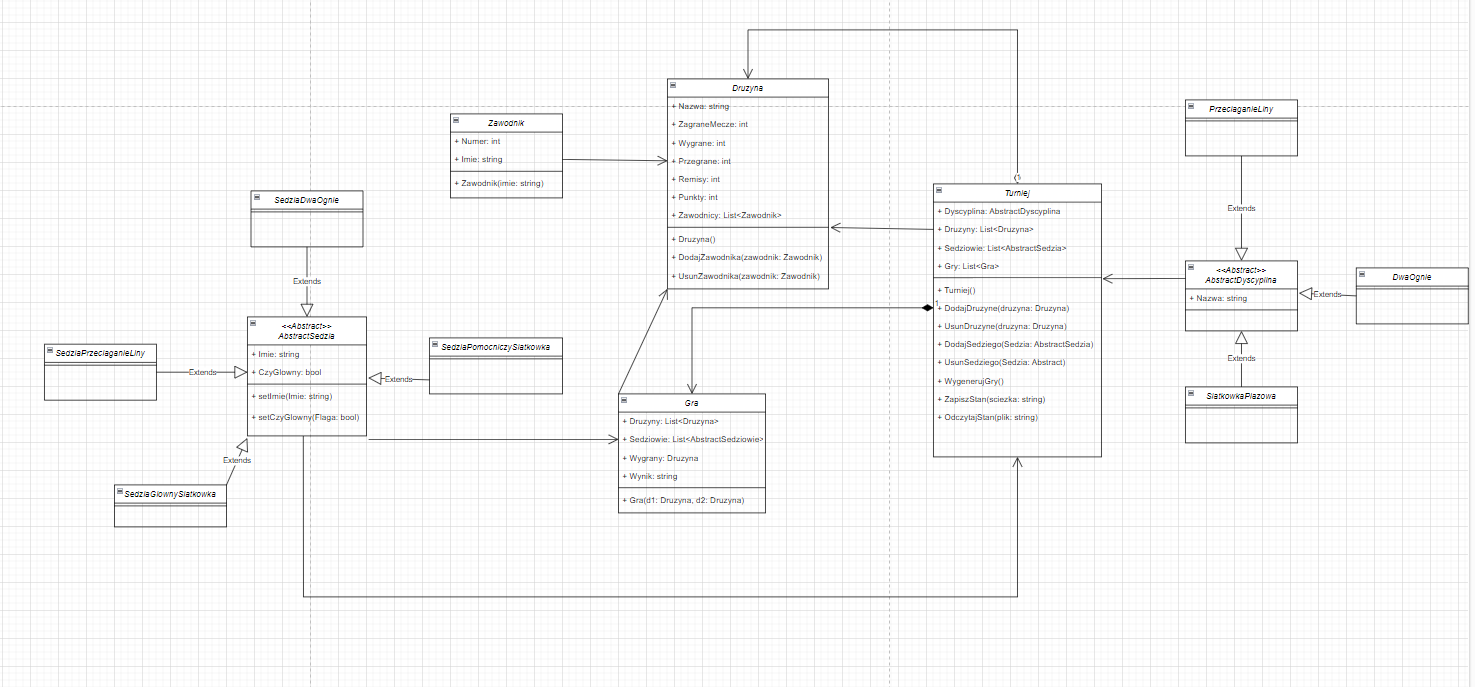 Druzyna
+ Nazwa: string
+ ZagraneMecze: int
+ Wygrane: int
+ Przegrane: int
+ Remisy: int
+ Punkty: int
+ Zawodnicy: List<Zawodnik>
+ Druzyna()
+ DodajZawodnika(zawodnik: Zawodnik)
+ UsunZawodnika(zawodnik: Zawodnik)
Zawodnik
+ Numer: int
+ Imie: string
+ Zawodnik(imie: string)
PrzeciaganieLiny
Extends
SedziaDwaOgnie
Extends
Turniej
+ Dyscyplina: AbstractDyscyplina
+ Druzyny: List<Druzyna>
+ Sedziowie: List<AbstractSedzia>
+ Gry: List<Gra>
+ Turniej()
+ DodajDruzyne(druzyna: Druzyna)
+ UsunDruzyne(druzyna: Druzyna)
+ DodajSedziego(Sedzia: AbstractSedzia)
+ UsunSedziego(Sedzia: Abstract)
+ WygenerujGry()
+ ZapiszStan(sciezka: string)
+ OdczytajStan(plik: string)
1
<<Abstract>>
AbstractDyscyplina
+ Nazwa: string
DwaOgnie
Extends
Extends
SiatkowkaPlazowa
<<Abstract>>
AbstractSedzia
+ Imie: string
+ CzyGlowny: bool
+ setImie(Imie: string)
+ setCzyGlowny(Flaga: bool)
SedziaPrzeciaganieLiny
Extends
SedziaPomocniczySiatkowka
Extends
Extends
SedziaGlownySiatkowka
Gra
+ Druzyny: List<Druzyna>
+ Sedziowie: List<AbstractSedziowie>
+ Wygrany: Druzyna
+ Wynik: string
+ Gra(d1: Druzyna, d2: Druzyna)